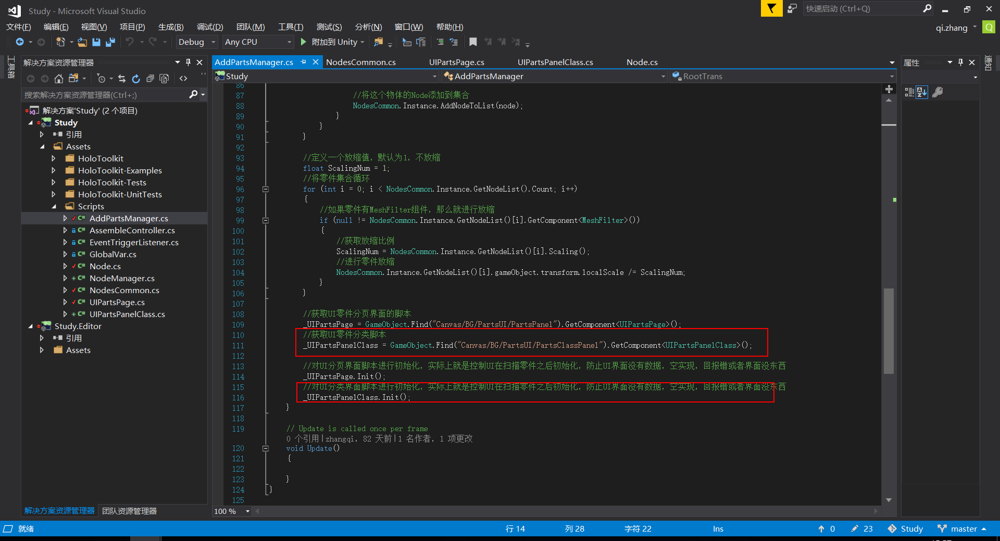 Study - Microsoft Visual Studio
快速启动 (Ctrl+Q)
文件(F) 编辑(E) 视图(V) 项目(P) 生成(B) 调试(D) 团队(M) 工具(T) 测试(S) 分析(N) 窗口(W) 帮助(H)
qi.zhang Q
Debug Any CPU 附加到 Unity
工具箱
解决方案资源管理器
搜索解决方案资源管理器(Ctrl+;)
解决方案'Study' (2 个项目)
Study
引用
Assets
HoloToolkit
HoloToolkit-Examples
HoloToolkit-Tests
HoloToolkit-UnitTests
Scripts
C# AddPartsManager.cs
C# AssembleController.cs
C# EventTriggerListener.cs
C# GlobalVar.cs
C# Node.cs
C# NodeManager.cs
C# NodesCommon.cs
C# UIPartsPage.cs
C# UIPartsPanelClass.cs
Study.Editor
引用
Assets
解决方案资源管理器 团队资源管理器
AddPartsManager.cs NodesCommon.cs UIPartsPage.cs UIPartsPanelClass.cs Node.cs
Study AddPartsManager RootTrans
86
87 //将这个物体的Node添加到集合
88 NodesCommon.Instance.AddNodeToList(node);
89 }
90 }
91 }
92
93 //定义一个放缩值，默认为1，不放缩
94 float ScalingNum = 1;
95 //将零件集合循环
96 for (int i = 0; i < NodesCommon.Instance.GetNodeList().Count; i++)
97 {
98 //如果零件有MeshFilter组件，那么就进行放缩
99 if (null != NodesCommon.Instance.GetNodeList()[i].GetComponent<MeshFilter>())
100 {
101 //获取放缩比例
102 ScalingNum = NodesCommon.Instance.GetNodeList()[i].Scaling();
103 //进行零件放缩
104 NodesCommon.Instance.GetNodeList()[i].gameObject.transform.localScale /= ScalingNum;
105 }
106 }
107
108 //获取UI零件分页界面的脚本
109 _UIPartsPage = GameObject.Find("Canvas/BG/PartsUI/PartsPanel").GetComponent<UIPartsPage>();
110 //获取UI零件分类脚本
111 _UIPartsPanelClass = GameObject.Find("Canvas/BG/PartsUI/PartsClassPanel").GetComponent<UIPartsPanelClass>();
112
113 //对UI分页界面脚本进行初始化，实际上就是控制UI在扫描零件之后初始化，防止UI界面没有数据，空实现，回报错或者界面没东西
114 _UIPartsPage.Init();
115 //对UI分类界面脚本进行初始化，实际上就是控制UI在扫描零件之后初始化，防止UI界面没有数据，空实现，回报错或者界面没东西
116 _UIPartsPanelClass.Init();
117 }
118
119 // Update is called once per frame
0 个引用|zhangqi，82 天前|1 名作者，1 项更改
120 void Update()
121 {
122
123 }
124 }
125
100 %
属性
通知
就绪 行 14 列 28 字符 22 Ins 0 23 Study master